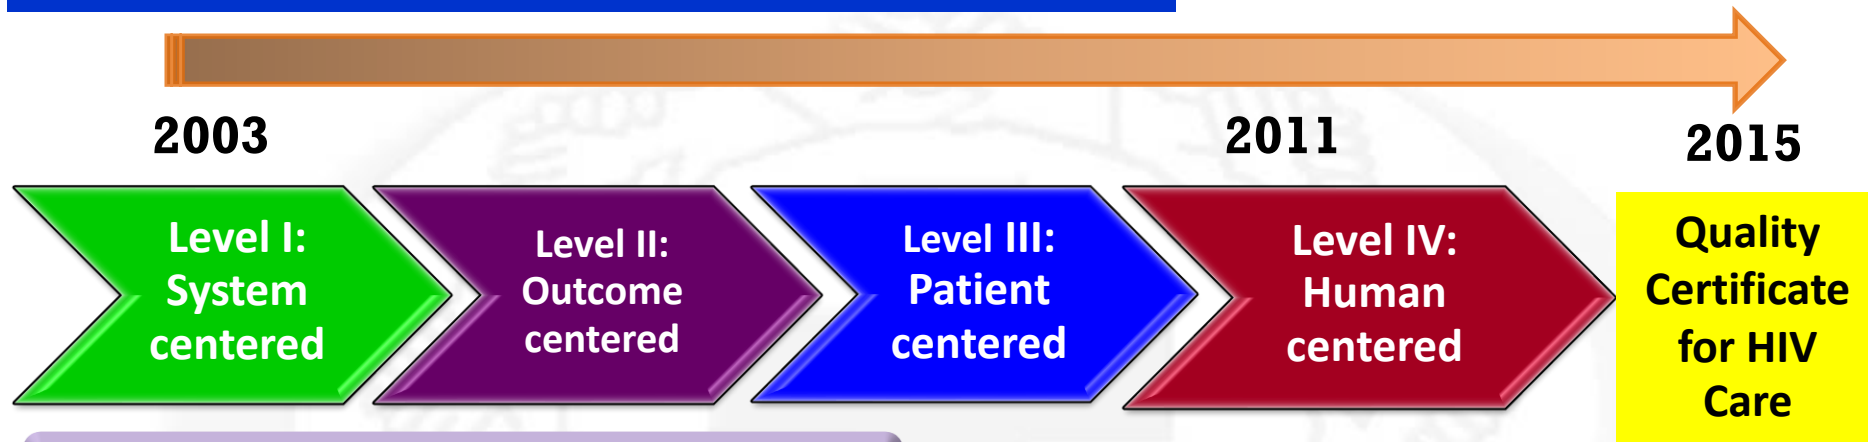 2003
2011
2015
Level I:
System
centered
Level II:
Outcome
centered
Level III:
Patient
centered
Level IV:
Human
centered
Quality
Certificate
for HIV
Care